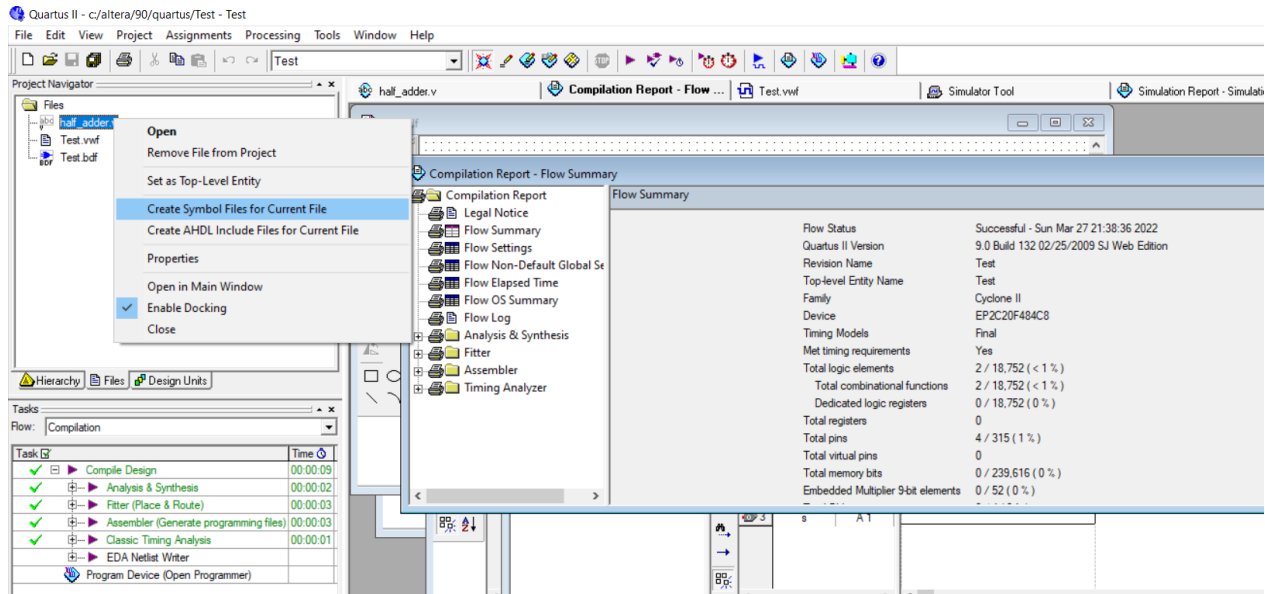 Quartus II - c:/altera/90/quartus/Test - Test
File Edit View Project Assignments Processing Tools Window Help
Test
Project Navigator
Files
half_adder.
Test.vwf
Test.bdf
Open
Remove File from Project
Set as Top-Level Entity
Create Symbol Files for Current File
Create AHDL Include Files for Current File
Properties
Open in Main Window
Enable Docking
Close
Hierarchy Files Design Units
half_adder.v Compilation Report - Flow ... Test.vwf Simulator Tool Simulation Report - Simulati
Compilation Report - Flow Summary
Compilation Report
Legal Notice
Flow Summary
Flow Settings
Flow Non-Default Global Se
Flow Elapsed Time
Flow OS Summary
Flow Log
Analysis & Synthesis
Fitter
Assembler
Timing Analyzer
Flow Summary
Flow Status Successful - Sun Mar 27 21:38:36 2022
Quartus II Version 9.0 Build 132 02/25/2009 SJ Web Edition
Revision Name Test
Top-level Entity Name Test
Family Cyclone II
Device EP2C20F484C8
Timing Models Final
Met timing requirements Yes
Total logic elements 2 / 18,752 ( < 1 % )
Total combinational functions 2 / 18,752 ( < 1 % )
Dedicated logic registers 0 / 18,752 ( 0 % )
Total registers 0
Total pins 4 / 315 ( 1 % )
Total virtual pins 0
Total memory bits 0 / 239,616 ( 0 % )
Embedded Multiplier 9-bit elements 0 / 52 ( 0 % )
Tasks
Flow: Compilation
Task Time
Compile Design 00:00:09
Analysis & Synthesis 00:00:02
Fitter (Place & Route) 00:00:03
Assembler (Generate programming files) 00:00:03
Classic Timing Analysis 00:00:01
EDA Netlist Writer
Program Device (Open Programmer)
3 s A 1